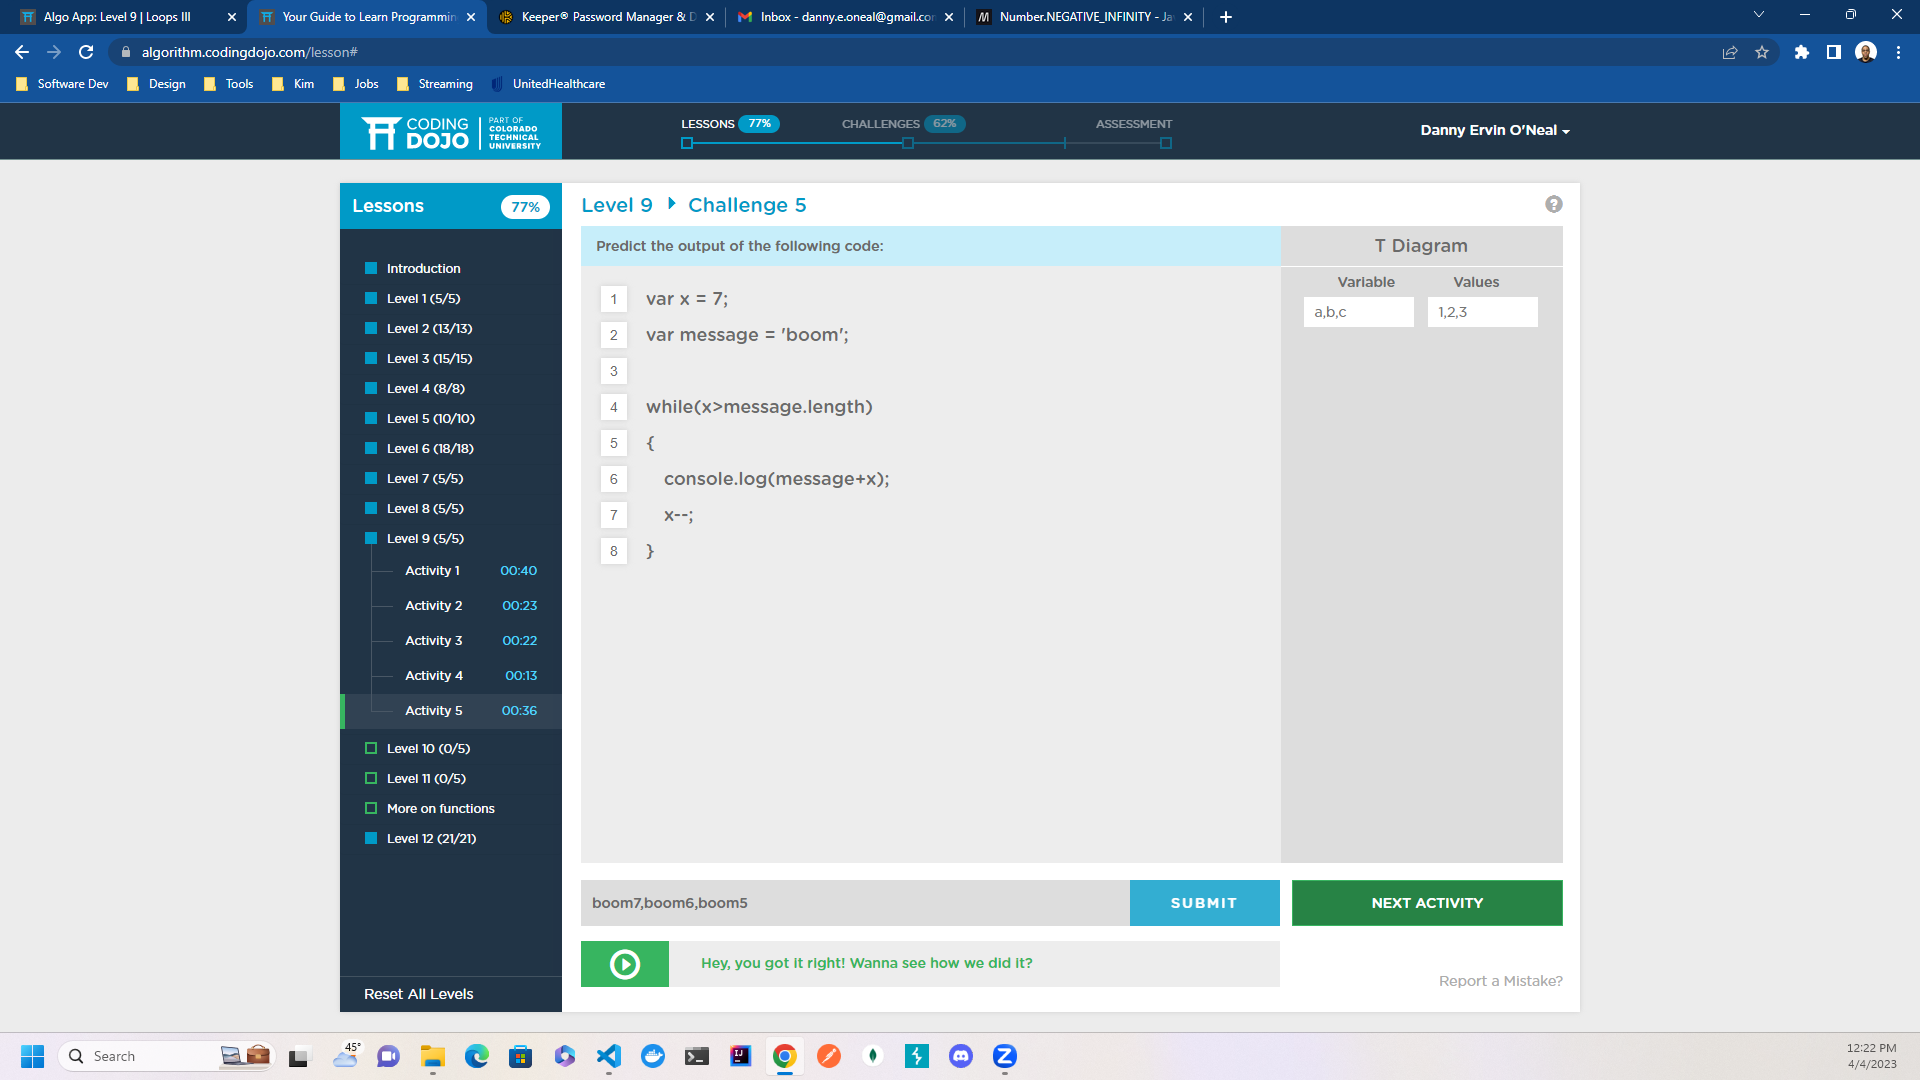 Algo App: Level 9 | Loops III
Your Guide to Learn Programmin
Keeper® Password Manager & D
Inbox - danny.e.oneal@gmail.co
Number.NEGATIVE_INFINITY - Ja
algorithm.codingdojo.com/lesson#
Software Dev
Design
Tools
Kim
Jobs
Streaming
UnitedHealthcare
CODING DOJO
PART OF COLORADO TECHNICAL UNIVERSITY
LESSONS 77%
CHALLENGES 62%
ASSESSMENT
Danny Ervin O'Neal
Lessons 77%
Introduction
Level 1 (5/5)
Level 2 (13/13)
Level 3 (15/15)
Level 4 (8/8)
Level 5 (10/10)
Level 6 (18/18)
Level 7 (5/5)
Level 8 (5/5)
Level 9 (5/5)
Activity 1 00:40
Activity 2 00:23
Activity 3 00:22
Activity 4 00:13
Activity 5 00:36
Level 10 (0/5)
Level 11 (0/5)
More on functions
Level 12 (21/21)
Reset All Levels
Level 9 Challenge 5
?
Predict the output of the following code:
1 var x = 7;
2 var message = 'boom';
3
4 while(x>message.length)
5 {
6 console.log(message+x);
7 x--;
8 }
T Diagram
Variable Values
a,b,c 1,2,3
boom7,boom6,boom5
SUBMIT
NEXT ACTIVITY
Hey, you got it right! Wanna see how we did it?
Report a Mistake?
Search
45°
12:22 PM
4/4/2023